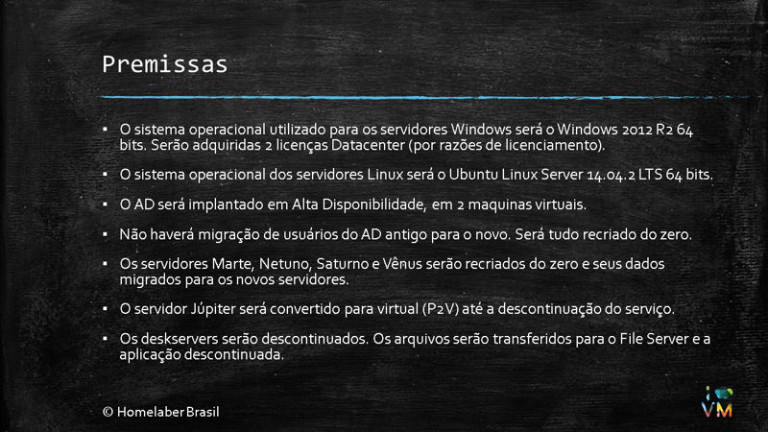 Premissas
▪ O sistema operacional utilizado para os servidores Windows será o Windows 2012 R2 64
bits. Serão adquiridas 2 licenças Datacenter (por razões de licenciamento).
▪ O sistema operacional dos servidores Linux será o Ubuntu Linux Server 14.04.2 LTS 64 bits.
▪ O AD será implantado em Alta Disponibilidade, em 2 maquinas virtuais.
▪ Não haverá migração de usuários do AD antigo para o novo. Será tudo recriado do zero.
▪ Os servidores Marte, Netuno, Saturno e Vênus serão recriados do zero e seus dados
migrados para os novos servidores.
▪ O servidor Júpiter será convertido para virtual (P2V) até a descontinuação do serviço.
▪ Os deskservers serão descontinuados. Os arquivos serão transferidos para o File Server e a
aplicação descontinuada.
© Homelaber Brasil
VM